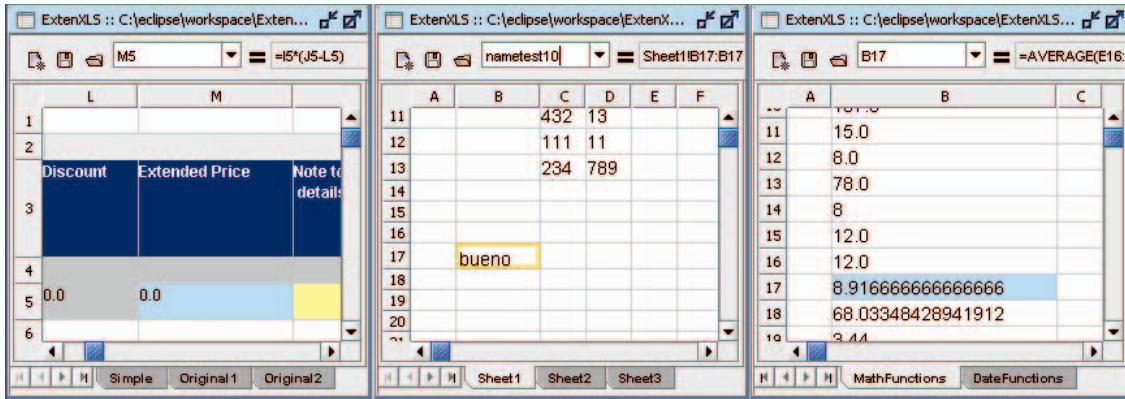 ExtenXLS :: C:\eclipse\workspace\Exten...
M5 =I5*(J5-L5)
L M
1
2
Discount Extended Price Note to
details
3
4
5 0.0 0.0
6
Simple Original1 Original2
ExtenXLS :: C:\eclipse\workspace\ExtenX...
nametest10 = Sheet1!B17:B17
A B C D E F
11 432 13
12 111 11
13 234 789
14
15
16
17 bueno
18
19
20
Sheet1 Sheet2 Sheet3
ExtenXLS :: C:\eclipse\workspace\ExtenXLS...
B17 =AVERAGE(E16:
A B C
11 15.0
12 8.0
13 78.0
14 8
15 12.0
16 12.0
17 8.916666666666666
18 68.03348428941912
19 3.44
MathFunctions DateFunctions